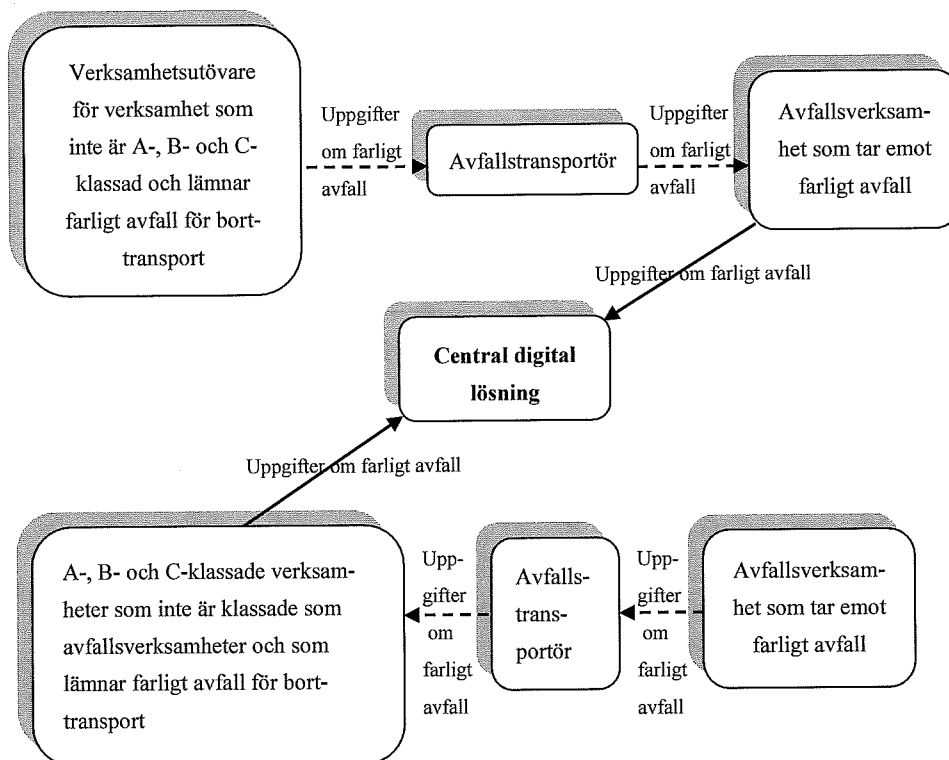 Verksamhetsutövare
för verksamhet som
inte är A-, B- och C-
klassad och lämnar
farligt avfall för bort-
transport
Uppgifter
om farligt
avfall
Avfallstransportör
Uppgifter
om farligt
avfall
Avfallsverksam-
het som tar emot
farligt avfall
Uppgifter om farligt avfall
Central digital
lösning
Uppgifter om farligt avfall
A-, B- och C-klassade verksam-
heter som inte är klassade som
avfallsverksamheter och som
lämnar farligt avfall för bort-
transport
Upp-
gifter
om
farligt
avfall
Avfalls-
trans-
portör
Upp-
gifter
om
farligt
avfall
Avfallsverksam-
het som tar emot
farligt avfall